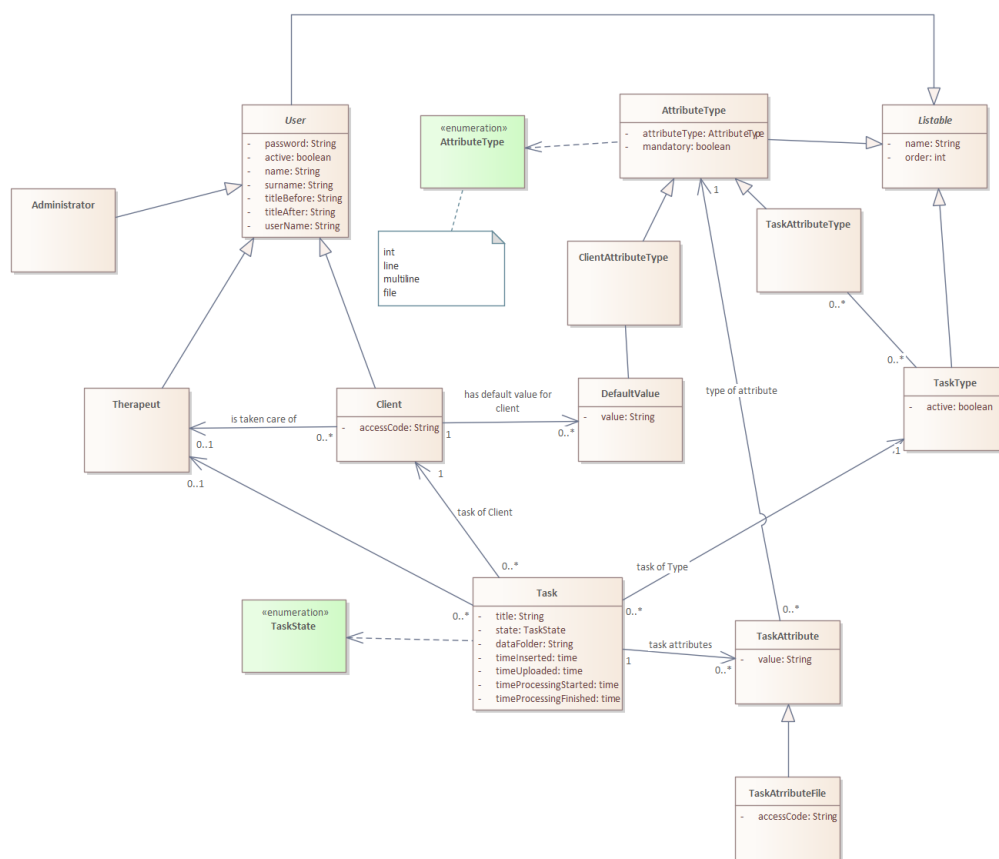 User
- password: String
- active: boolean
- name: String
- surname: String
- titleBefore: String
- titleAfter: String
- userName: String
«enumeration»
AttributeType
AttributeType
- attributeType: AttributeType
- mandatory: boolean
Listable
- name: String
- order: int
Administrator
int
line
multiline
file
ClientAttributeType
1
TaskAttributeType
0..*
0..*
Therapeut
Client
- accessCode: String
is taken care of
0..1
0..*
has default value for
client
1
0..*
DefaultValue
- value: String
type of attribute
TaskType
- active: boolean
0..1
1
.1
task of Client
0..*
task of Type
«enumeration»
TaskState
Task
- title: String
- state: TaskState
- dataFolder: String
- timeInserted: time
- timeUploaded: time
- timeProcessingStarted: time
- timeProcessingFinished: time
0..*
0..*
task attributes
1
0..*
0..*
TaskAttribute
- value: String
TaskAtrributeFile
- accessCode: String